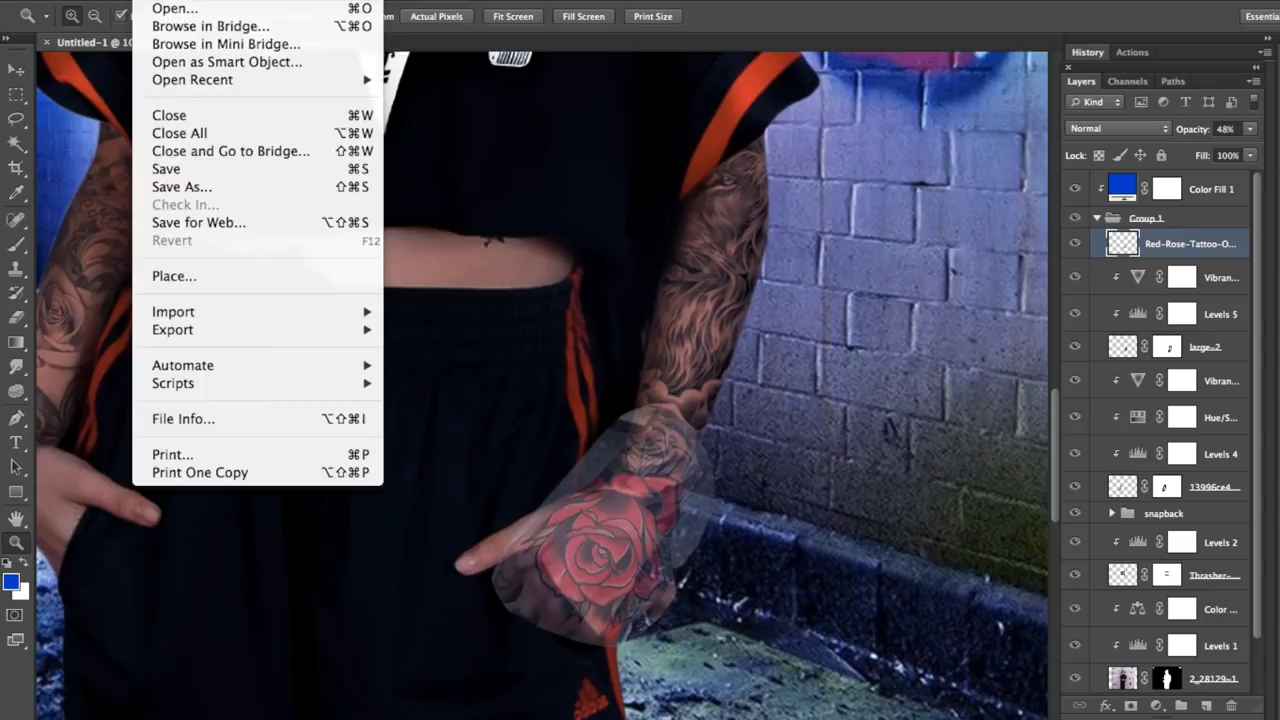 Actual Pixels
Fit Screen
Fill Screen
Print Size
Essentia
Untitled-1 @ 10
Open... ⌘O
Browse in Bridge... ⌥⌘O
Browse in Mini Bridge...
Open as Smart Object...
Open Recent
Close ⌘W
Close All ⌥⌘W
Close and Go to Bridge... ⇧⌘W
Save ⌘S
Save As... ⇧⌘S
Check In...
Save for Web... ⌥⇧⌘S
Revert F12
Place...
Import
Export
Automate
Scripts
File Info... ⌥⇧⌘I
Print... ⌘P
Print One Copy ⌥⇧⌘P
History Actions
Layers Channels Paths
Kind
Normal Opacity: 48%
Lock: Fill: 100%
Color Fill 1
Group 1
Red-Rose-Tattoo-O...
Vibran...
Levels 5
large-2
Vibran...
Hue/S...
Levels 4
13996ce4...
snapback
Levels 2
Thrasher-...
Color ...
Levels 1
2_28129-1